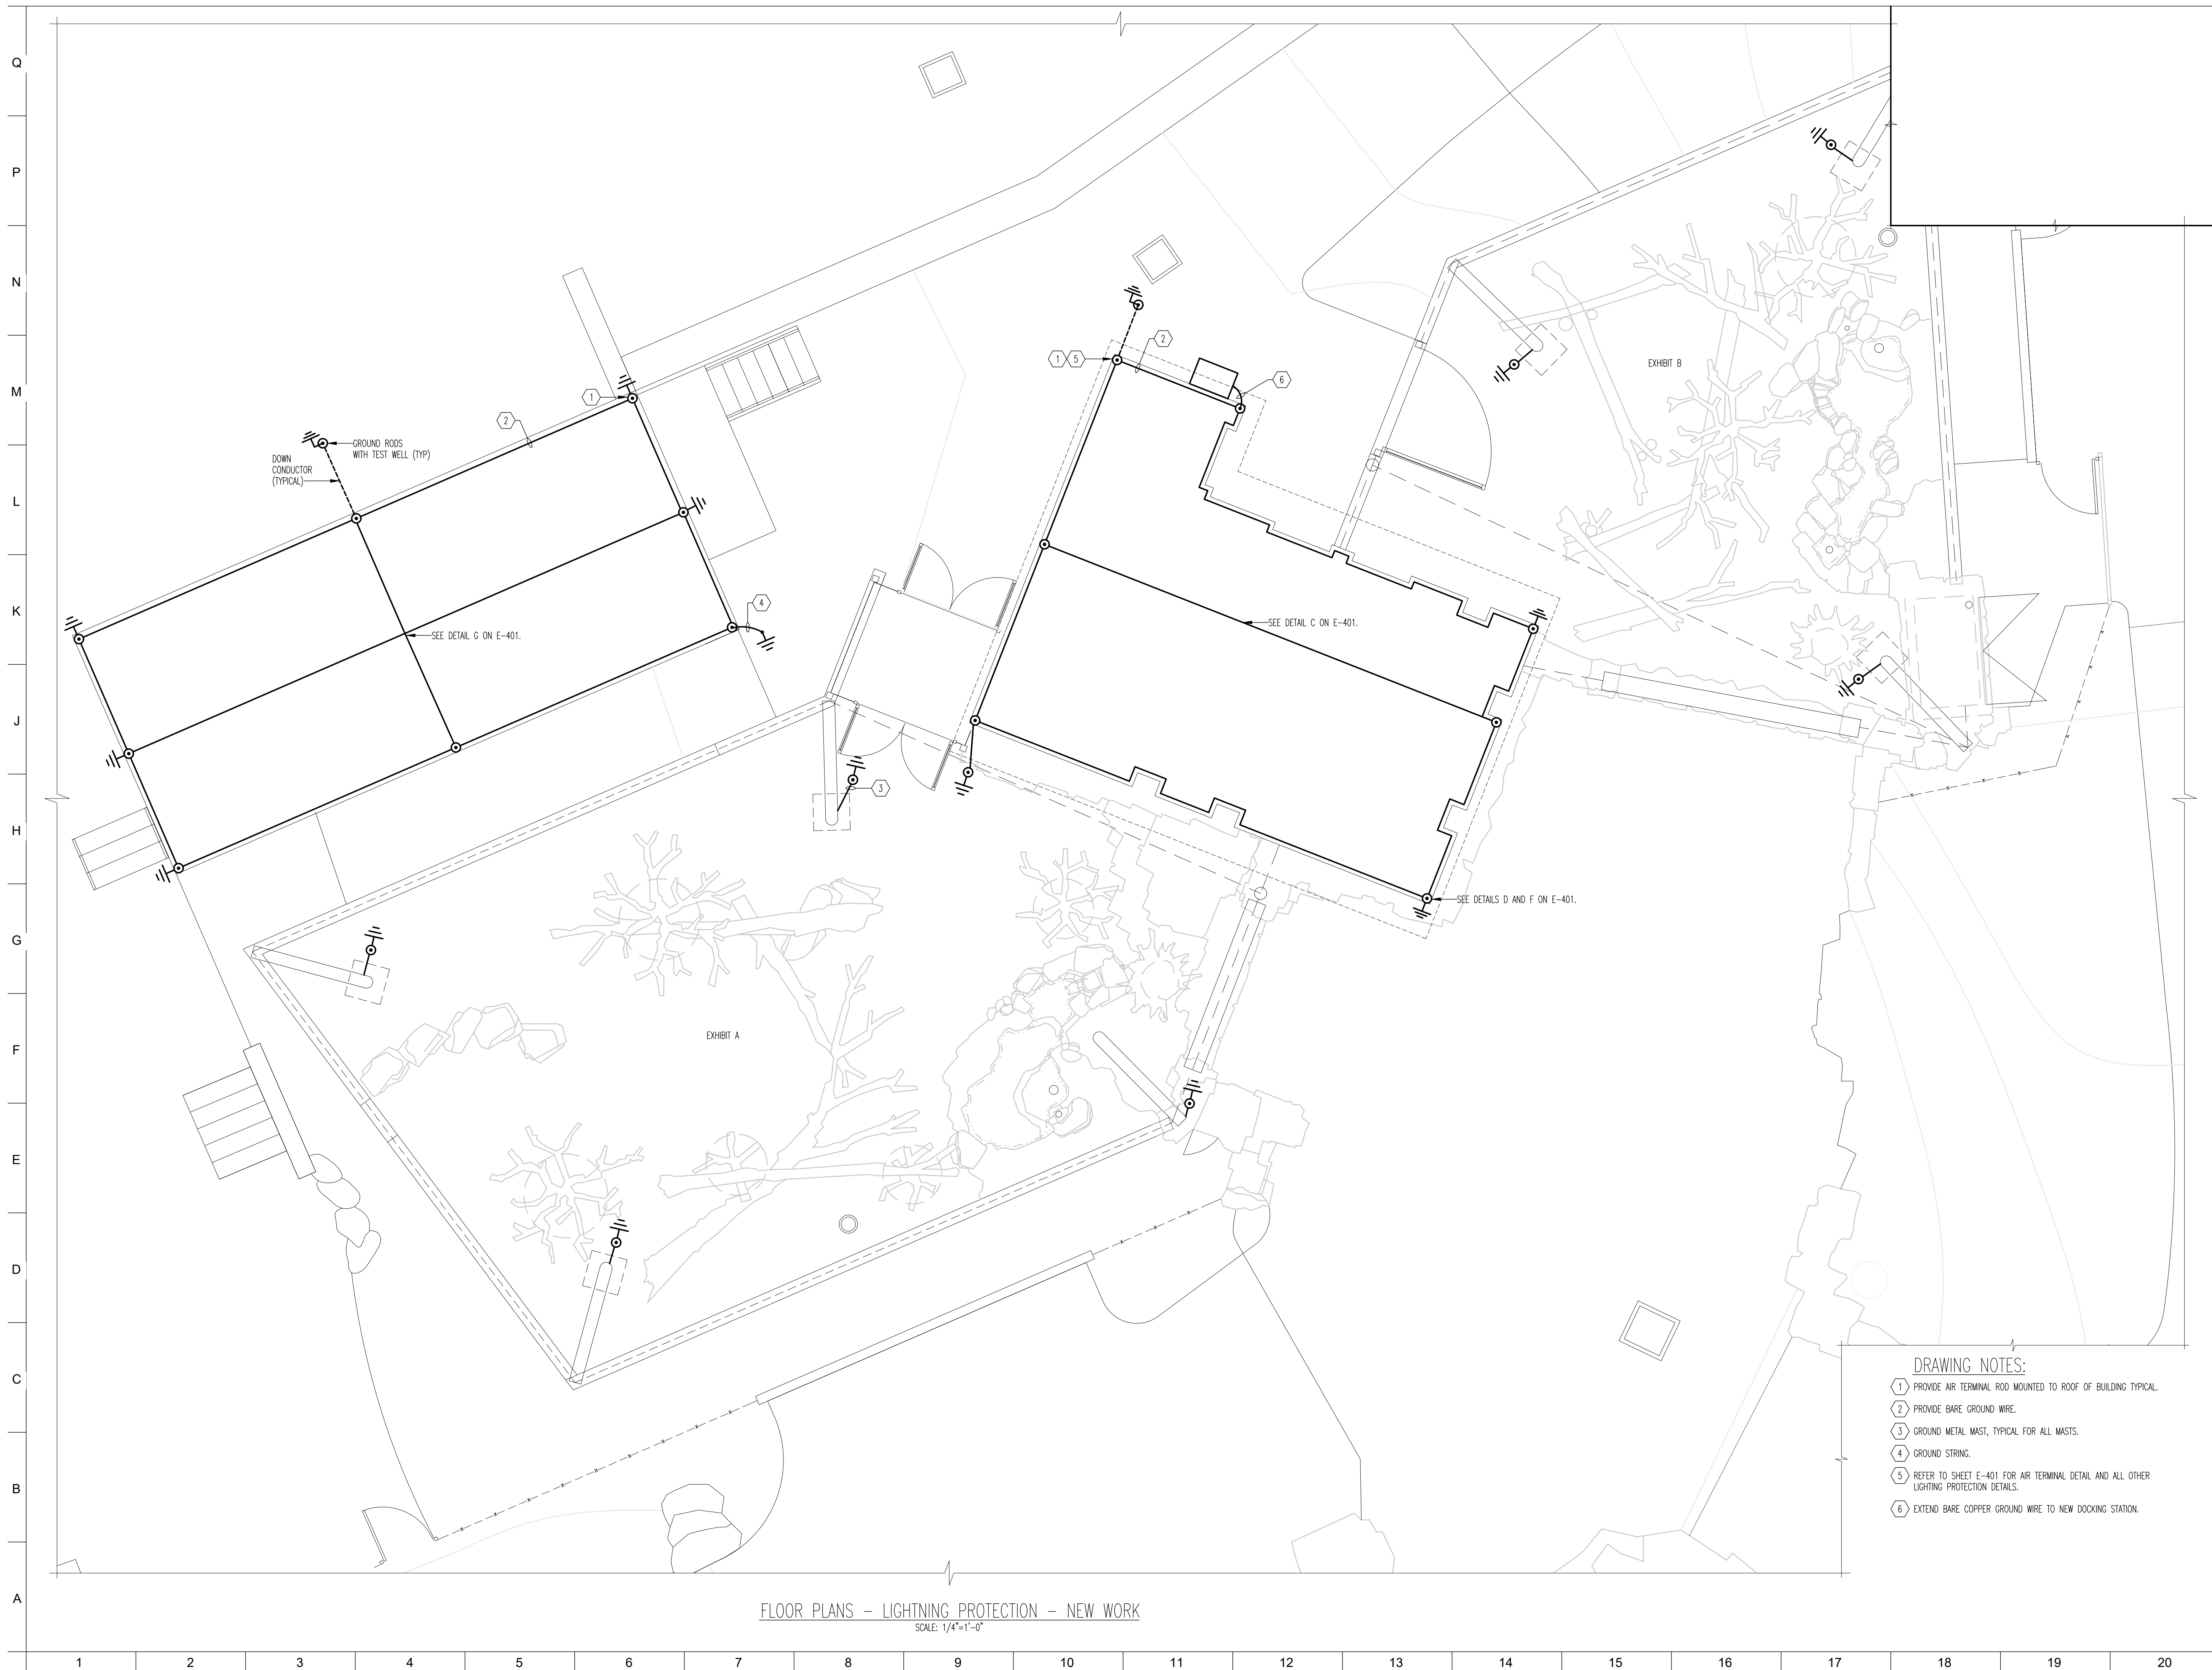 Q
P
N
M
L
K
J
H
G
F
E
D
C
B
A
1
5
2
6
1
2
EXHIBIT B
GROUND RODS
WITH TEST WELL (TYP)
DOWN
CONDUCTOR
(TYPICAL)
4
SEE DETAIL G ON E-401.
SEE DETAIL C ON E-401.
3
SEE DETAILS D AND F ON E-401.
EXHIBIT A
DRAWING NOTES:
1 PROVIDE AIR TERMINAL ROD MOUNTED TO ROOF OF BUILDING TYPICAL.
2 PROVIDE BARE GROUND WIRE.
3 GROUND METAL MAST, TYPICAL FOR ALL MASTS.
4 GROUND STRING.
5 REFER TO SHEET E-401 FOR AIR TERMINAL DETAIL AND ALL OTHER
LIGHTING PROTECTION DETAILS.
6 EXTEND BARE COPPER GROUND WIRE TO NEW DOCKING STATION.
FLOOR PLANS - LIGHTNING PROTECTION - NEW WORK
SCALE: 1/4"=1'-0"
1 2 3 4 5 6 7 8 9 10 11 12 13 14 15 16 17 18 19 20